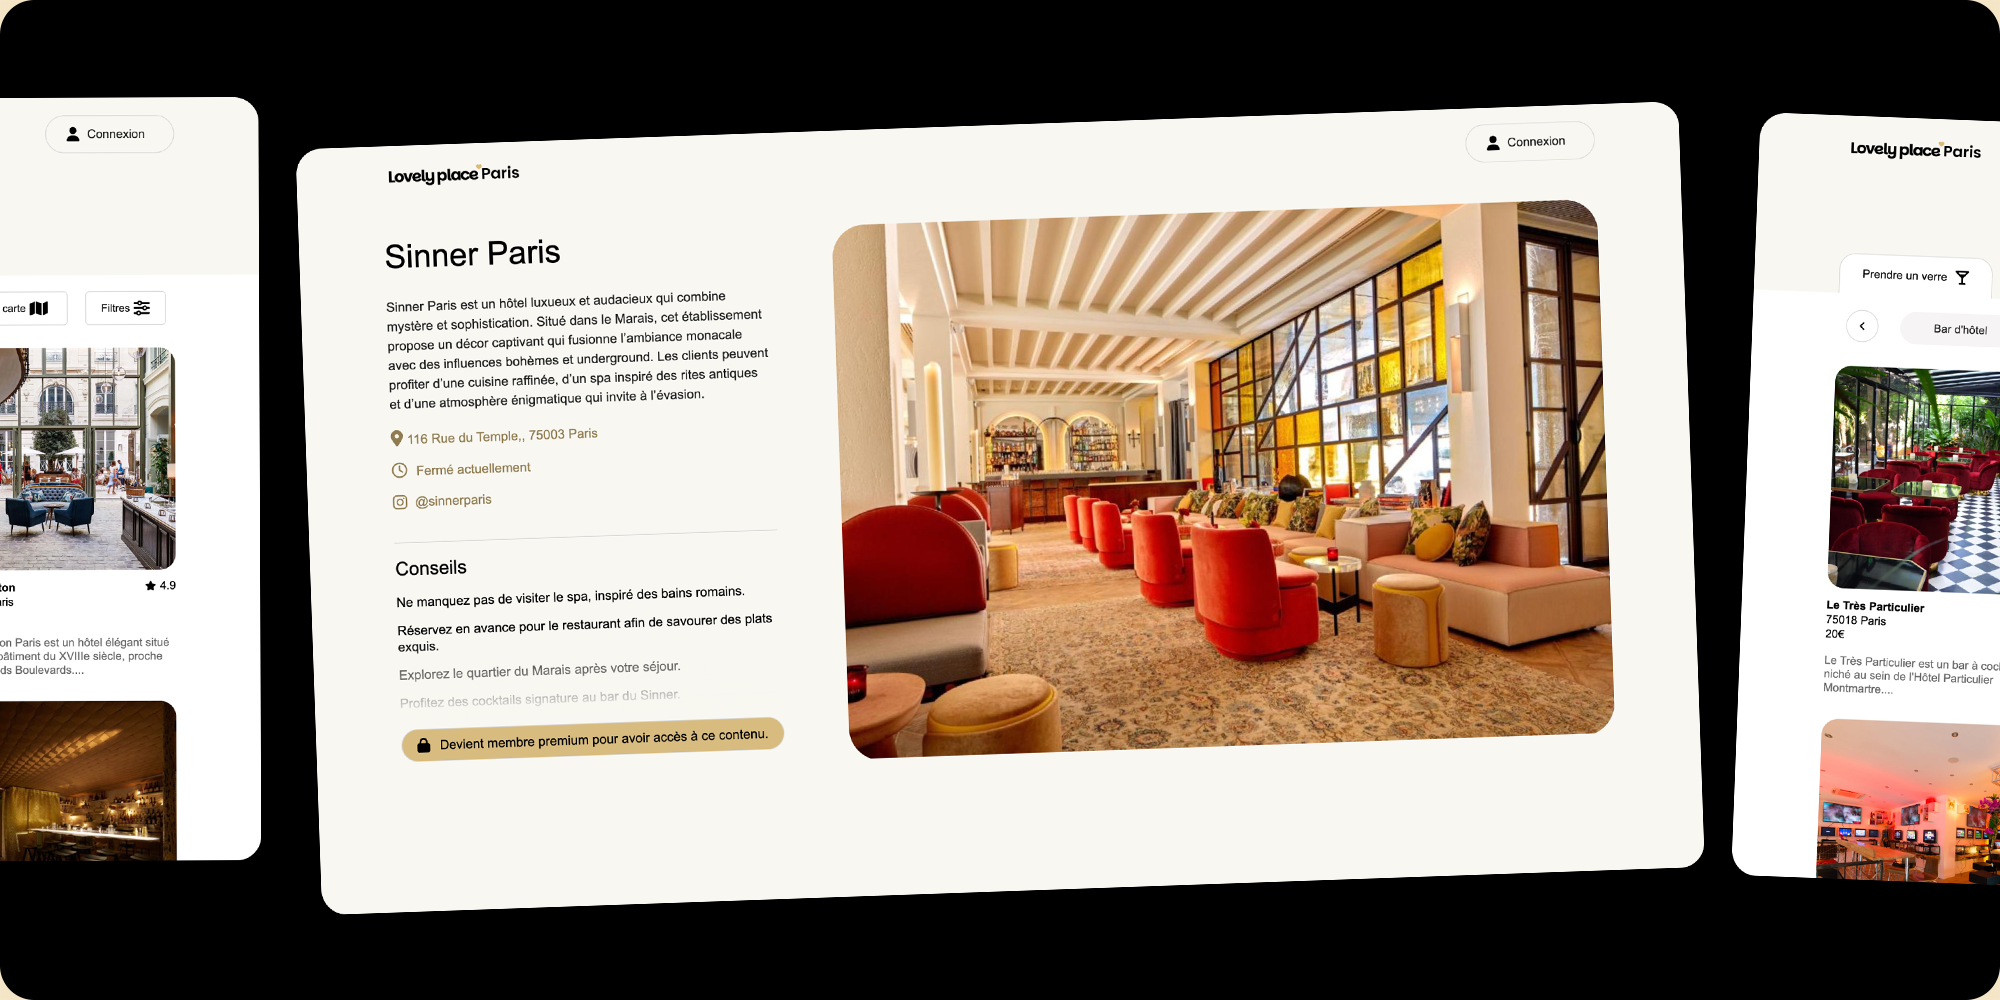 Connexion
carte
Filtres
ton
4.9
aris
on Paris est un hôtel élégant situé
bâtiment du XVIIIe siècle, proche
ds Boulevards....
Lovely place Paris
Connexion
Sinner Paris
Sinner Paris est un hôtel luxueux et audacieux qui combine
mystère et sophistication. Situé dans le Marais, cet établissement
propose un décor captivant qui fusionne l'ambiance monacale
avec des influences bohèmes et underground. Les clients peuvent
profiter d'une cuisine raffinée, d'un spa inspiré des rites antiques
et d'une atmosphère énigmatique qui invite à l'évasion.
116 Rue du Temple,, 75003 Paris
Fermé actuellement
@sinnerparis
Conseils
Ne manquez pas de visiter le spa, inspiré des bains romains.
Réservez en avance pour le restaurant afin de savourer des plats
exquis.
Explorez le quartier du Marais après votre séjour.
Profitez des cocktails signature au bar du Sinner.
Devient membre premium pour avoir accès à ce contenu.
Lovely place Paris
Prendre un verre
Bar d'hôtel
Le Très Particulier
75018 Paris
20€
Le Très Particulier est un bar à coc
niché au sein de l'Hôtel Particulier
Montmartre....